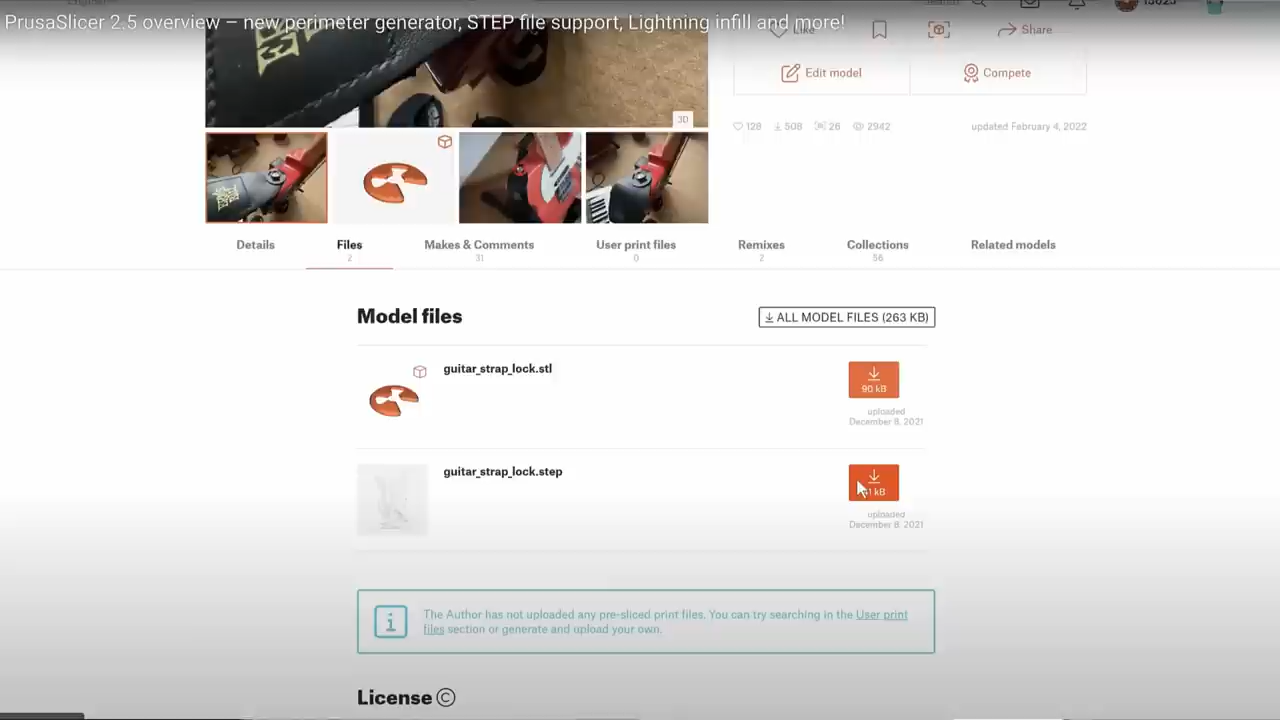 PrusaSlicer 2.5 overview – new perimeter generator, STEP file support, Lightning infill and more!
Like
Share
Edit model
Compete
3D
128 508 26 2942
updated February 4, 2022
Details
Files
2
Makes & Comments
31
User print files
0
Remixes
2
Collections
56
Related models
Model files
ALL MODEL FILES (263 KB)
guitar_strap_lock.stl
90 kB
uploaded
December 8, 2021
guitar_strap_lock.step
kB
uploaded
December 8, 2021
The Author has not uploaded any pre-sliced print files. You can try searching in the User print
files section or generate and upload your own.
License